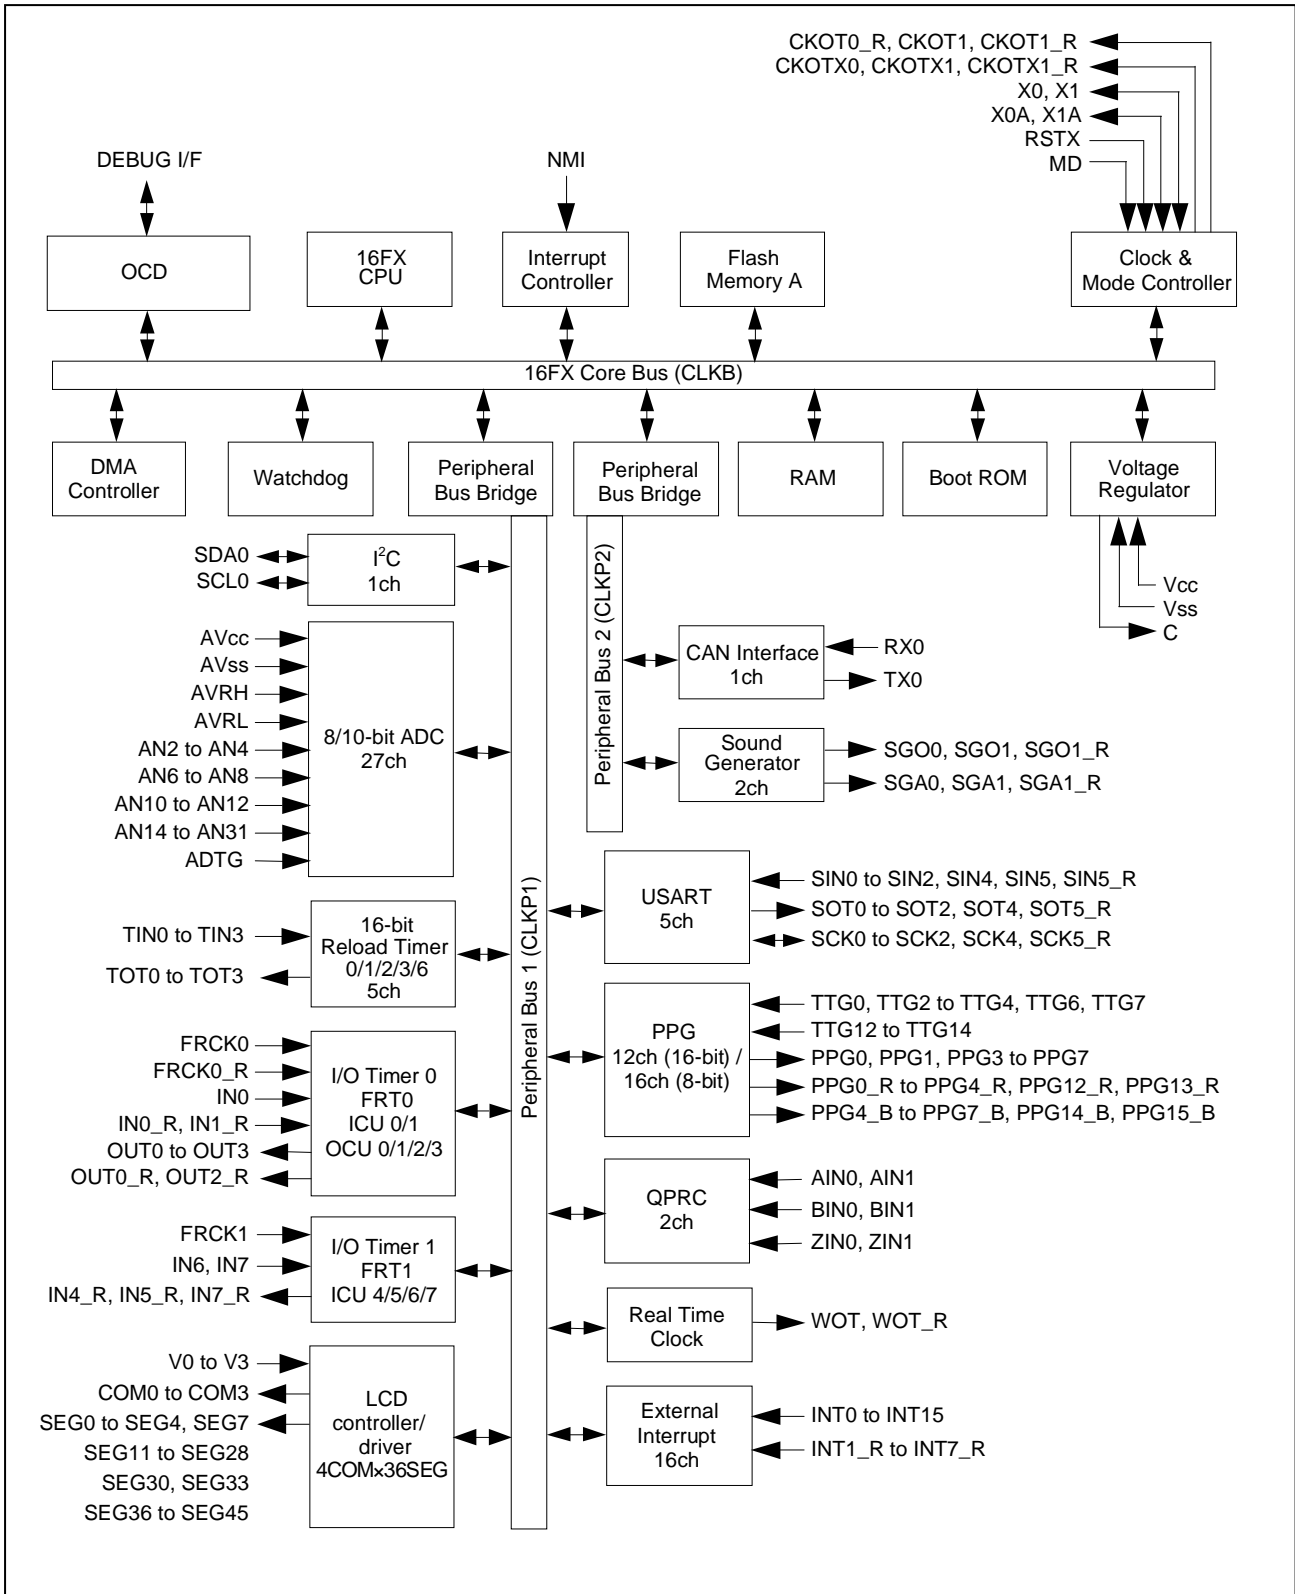 CKOT0_R, CKOT1, CKOT1_R
CKOTX0, CKOTX1, CKOTX1_R
X0, X1
X0A, X1A
RSTX
MD
DEBUG I/F
NMI
OCD
16FX
CPU
Interrupt
Controller
Flash
Memory A
Clock &
Mode Controller
16FX Core Bus (CLKB)
DMA
Controller
Watchdog
Peripheral
Bus Bridge
Peripheral
Bus Bridge
RAM
Boot ROM
Voltage
Regulator
Vcc
Vss
C
Peripheral Bus 1 (CLKP1)
Peripheral Bus 2 (CLKP2)
SDA0
SCL0
I²C
1ch
AVcc
AVss
AVRH
AVRL
AN2 to AN4
AN6 to AN8
AN10 to AN12
AN14 to AN31
ADTG
8/10-bit ADC
27ch
TIN0 to TIN3
TOT0 to TOT3
16-bit
Reload Timer
0/1/2/3/6
5ch
FRCK0
FRCK0_R
IN0
IN0_R, IN1_R
OUT0 to OUT3
OUT0_R, OUT2_R
I/O Timer 0
FRT0
ICU 0/1
OCU 0/1/2/3
FRCK1
IN6, IN7
IN4_R, IN5_R, IN7_R
I/O Timer 1
FRT1
ICU 4/5/6/7
V0 to V3
COM0 to COM3
SEG0 to SEG4, SEG7
SEG11 to SEG28
SEG30, SEG33
SEG36 to SEG45
LCD
controller/
driver
4COM×36SEG
CAN Interface
1ch
RX0
TX0
Sound
Generator
2ch
SGO0, SGO1, SGO1_R
SGA0, SGA1, SGA1_R
USART
5ch
SIN0 to SIN2, SIN4, SIN5, SIN5_R
SOT0 to SOT2, SOT4, SOT5_R
SCK0 to SCK2, SCK4, SCK5_R
PPG
12ch (16-bit) /
16ch (8-bit)
TTG0, TTG2 to TTG4, TTG6, TTG7
TTG12 to TTG14
PPG0, PPG1, PPG3 to PPG7
PPG0_R to PPG4_R, PPG12_R, PPG13_R
PPG4_B to PPG7_B, PPG14_B, PPG15_B
QPRC
2ch
AIN0, AIN1
BIN0, BIN1
ZIN0, ZIN1
Real Time
Clock
WOT, WOT_R
External
Interrupt
16ch
INT0 to INT15
INT1_R to INT7_R